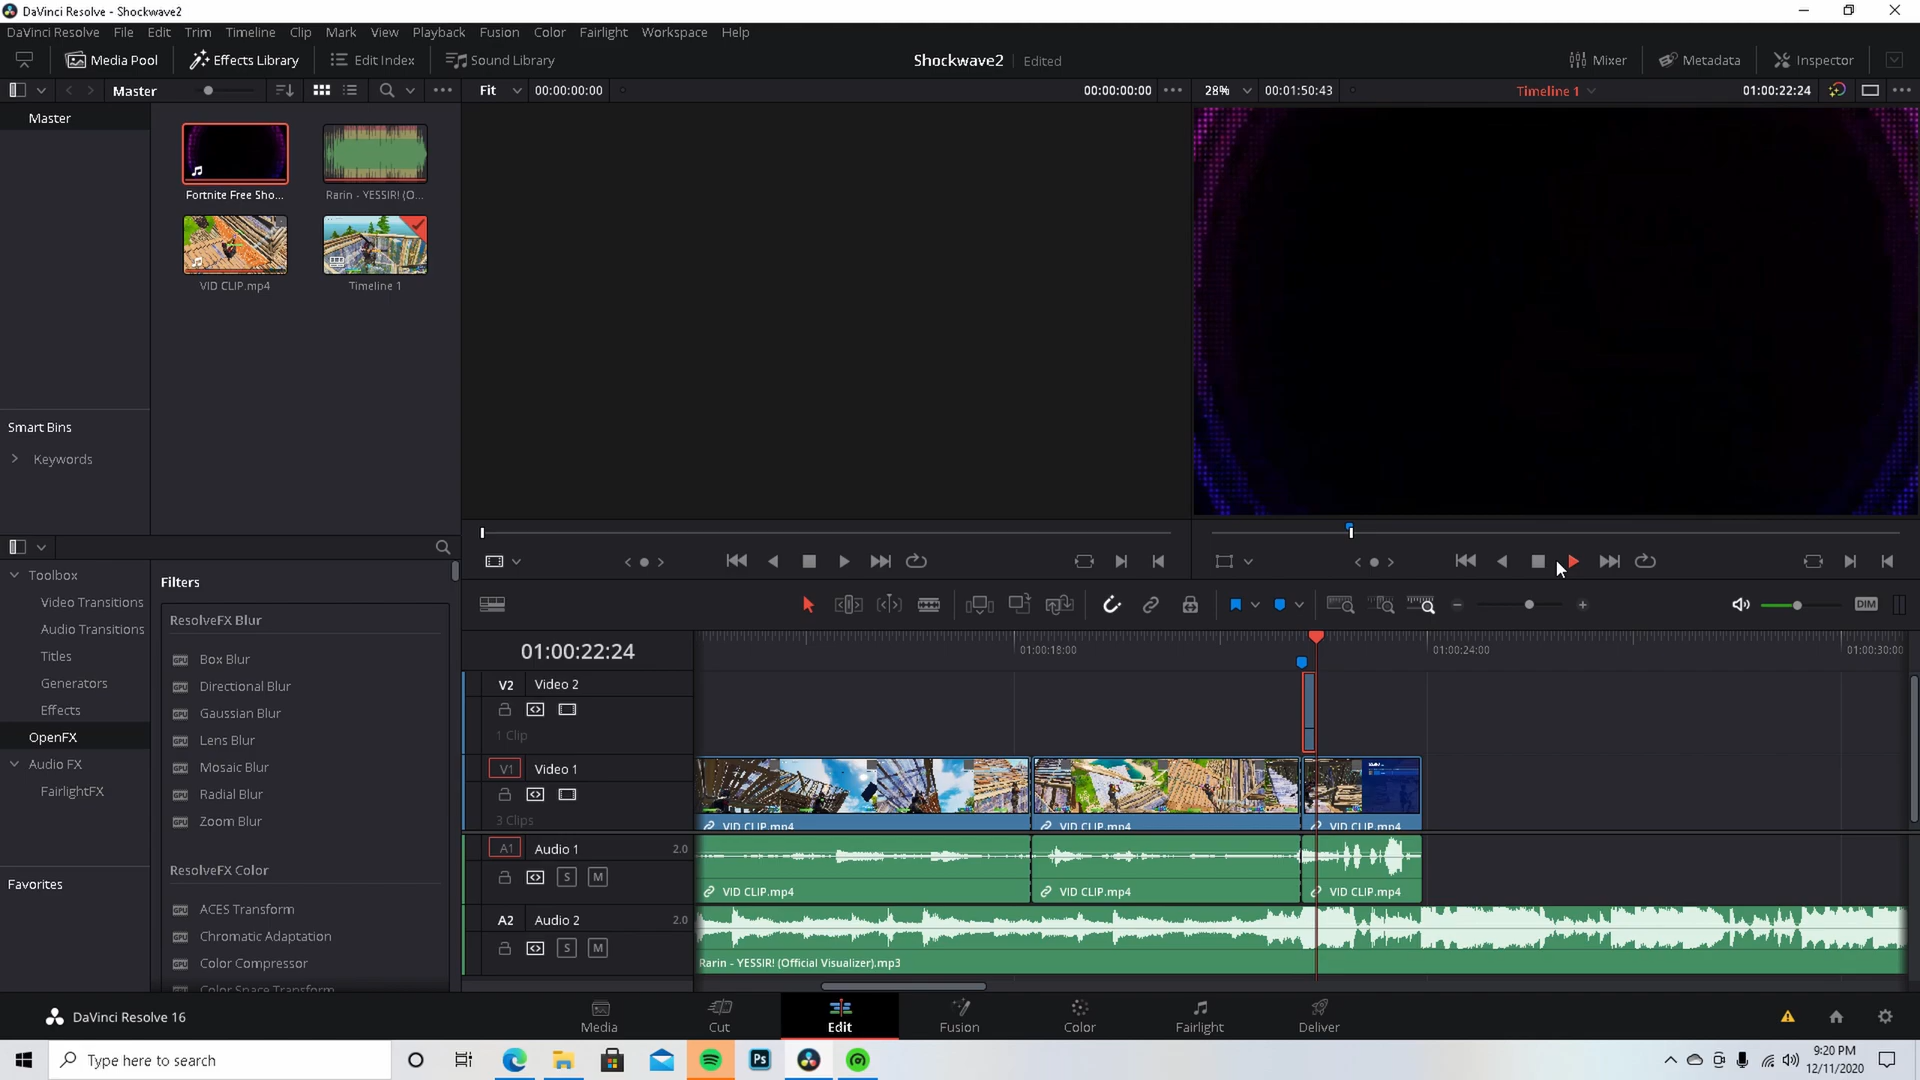 DaVinci Resolve - Shockwave2
DaVinci Resolve File Edit Trim Timeline Clip Mark View Playback Fusion Color Fairlight Workspace Help
Media Pool Effects Library Edit Index Sound Library Shockwave2 Edited Mixer Metadata Inspector
Master Fit 00:00:00:00 00:00:00:00 28% 00:01:50:43 Timeline 1 01:00:22:24
Master
Fortnite Free Sho... Rarin - YESSIR! (O...
VID CLIP.mp4 Timeline 1
Smart Bins
Keywords
Toolbox
Video Transitions
Audio Transitions
Titles
Generators
Effects
OpenFX
Audio FX
FairlightFX
Favorites
Filters
ResolveFX Blur
Box Blur
Directional Blur
Gaussian Blur
Lens Blur
Mosaic Blur
Radial Blur
Zoom Blur
ResolveFX Color
ACES Transform
Chromatic Adaptation
Color Compressor
Color Space Transform
DIM
01:00:22:24 01:00:18:00 01:00:24:00 01:00:30:00
V2 Video 2
1 Clip
V1 Video 1
3 Clips
VID CLIP.mp4 VID CLIP.mp4 VID CLIP.mp4
A1 Audio 1 2.0
S M
VID CLIP.mp4 VID CLIP.mp4 VID CLIP.mp4
A2 Audio 2 2.0
S M
Rarin - YESSIR! (Official Visualizer).mp3
DaVinci Resolve 16
Media Cut Edit Fusion Color Fairlight Deliver
Type here to search
Ps
9:20 PM
12/11/2020